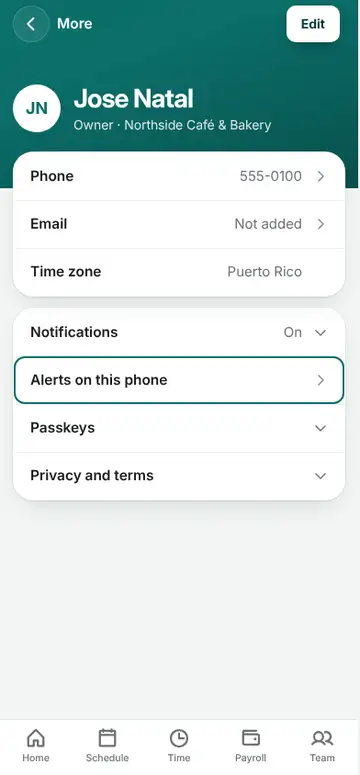 More
Edit
JN
Jose Natal
Owner · Northside Café & Bakery
Phone 555-0100
Email Not added
Time zone Puerto Rico
Notifications On
Alerts on this phone
Passkeys
Privacy and terms
Home Schedule Time Payroll Team